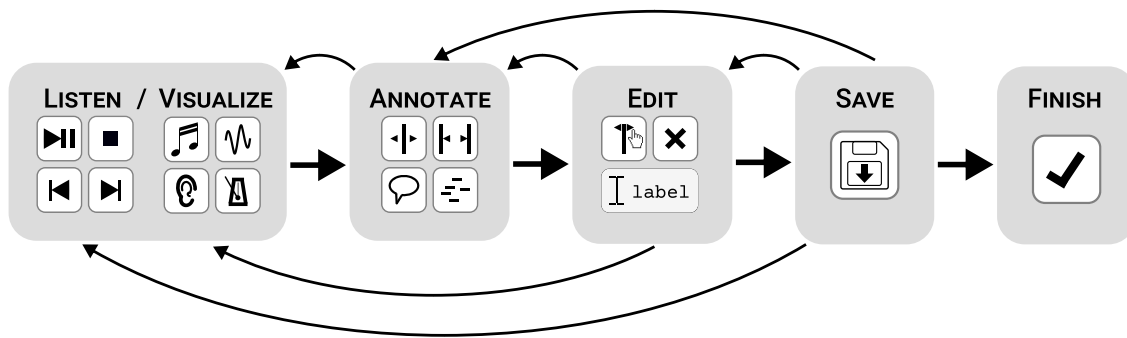 LISTEN / VISUALIZE
ANNOTATE
EDIT
label
SAVE
FINISH